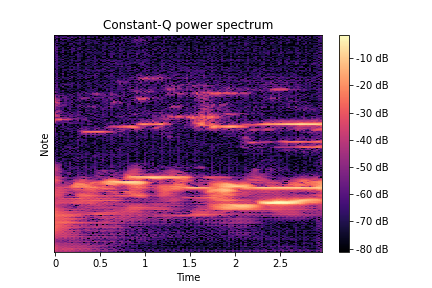 Constant-Q power spectrum
Note
-10 dB
-20 dB
-30 dB
-40 dB
-50 dB
-60 dB
-70 dB
-80 dB
0
0.5
1
1.5
2
2.5
Time